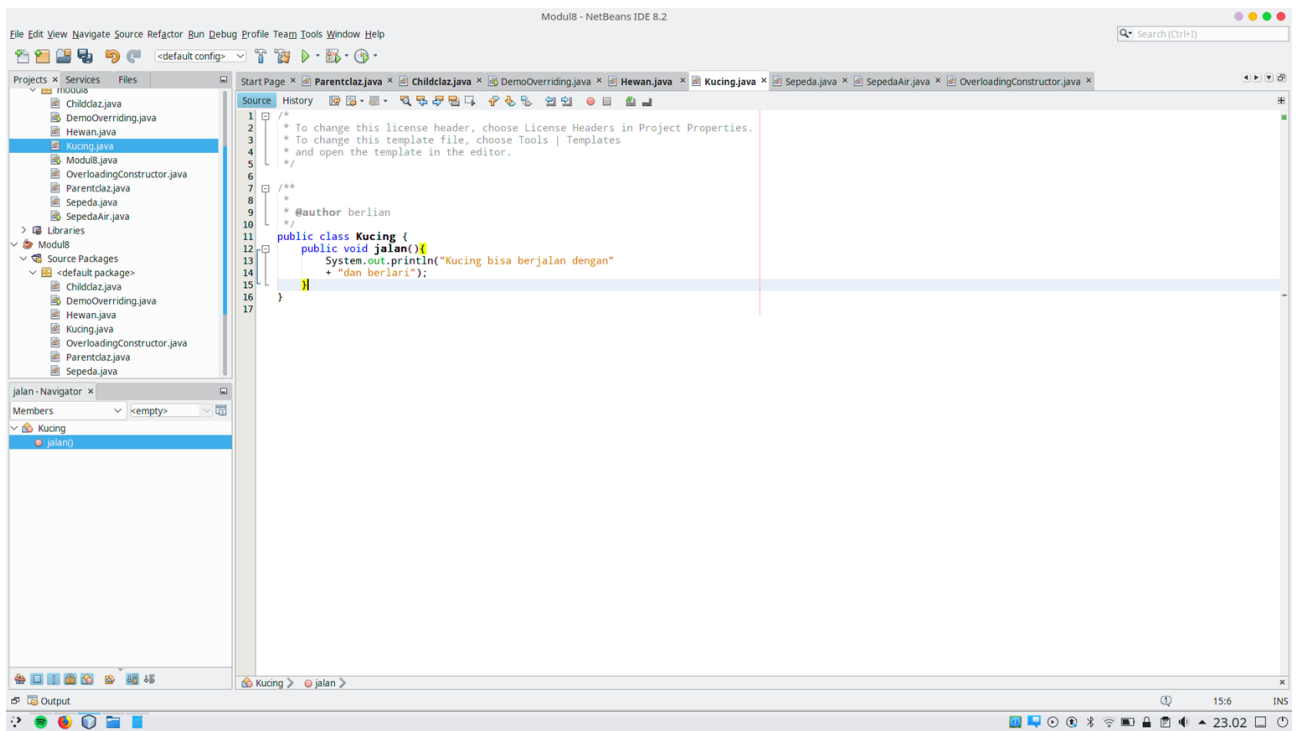 Modul8 - NetBeans IDE 8.2
File Edit View Navigate Source Refactor Run Debug Profile Team Tools Window Help
Search (Ctrl+I)
<default config>
Projects × Services Files
Start Page × Parentclaz.java × Childclaz.java × DemoOverriding.java × Hewan.java × Kucing.java × Sepeda.java × SepedaAir.java × OverloadingConstructor.java ×
Source History
modul8
Childclaz.java
DemoOverriding.java
Hewan.java
Kucing.java
Modul8.java
OverloadingConstructor.java
Parentclaz.java
Sepeda.java
SepedaAir.java
Libraries
Modul8
Source Packages
<default package>
Childclaz.java
DemoOverriding.java
Hewan.java
Kucing.java
OverloadingConstructor.java
Parentclaz.java
Sepeda.java
jalan - Navigator ×
Members
<empty>
Kucing
jalan()
1 /*
2 * To change this license header, choose License Headers in Project Properties.
3 * To change this template file, choose Tools | Templates
4 * and open the template in the editor.
5 */
6
7 /**
8 *
9 * @author berlian
10 */
11 public class Kucing {
12 public void jalan(){
13 System.out.println("Kucing bisa berjalan dengan"
14 + "dan berlari");
15 }
16 }
17
Kucing jalan
Output
15:6 INS
23.02